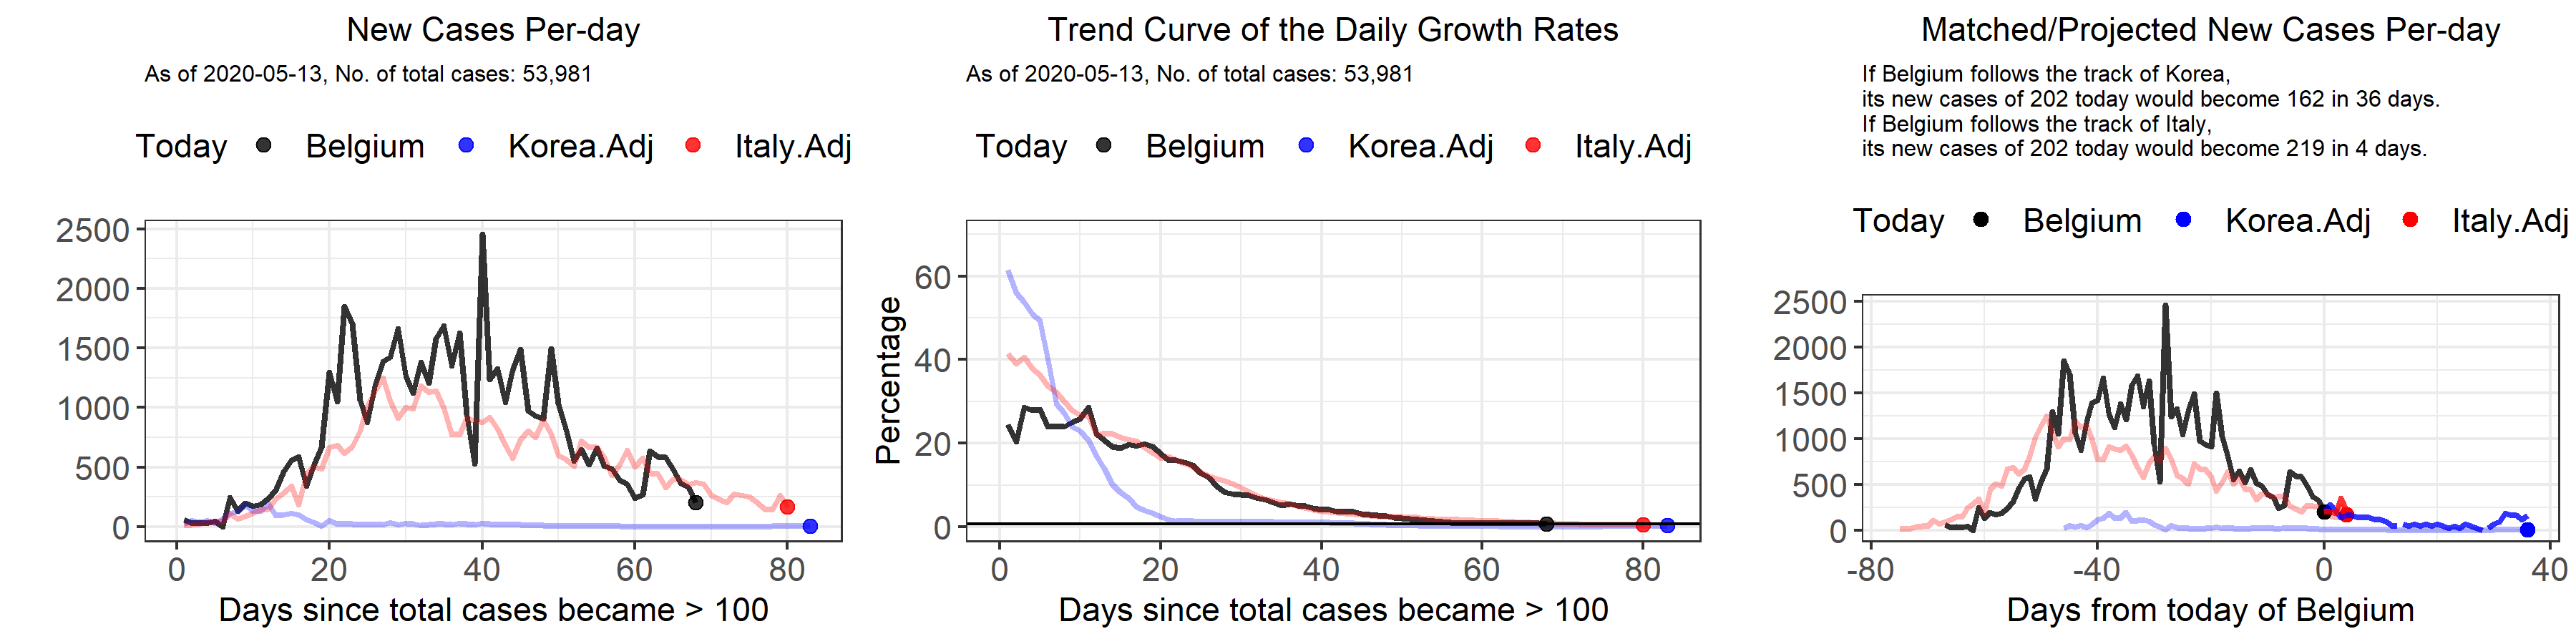 New Cases Per-day
As of 2020-05-13, No. of total cases: 53,981
Today Belgium Korea.Adj Italy.Adj
2500
2000
1500
1000
500
0
0 20 40 60 80
Days since total cases became > 100
Trend Curve of the Daily Growth Rates
As of 2020-05-13, No. of total cases: 53,981
Today Belgium Korea.Adj Italy.Adj
Percentage
60
40
20
0
0 20 40 60 80
Days since total cases became > 100
Matched/Projected New Cases Per-day
If Belgium follows the track of Korea,
its new cases of 202 today would become 162 in 36 days.
If Belgium follows the track of Italy,
its new cases of 202 today would become 219 in 4 days.
Today Belgium Korea.Adj Italy.Adj
2500
2000
1500
1000
500
0
-80 -40 0 40
Days from today of Belgium